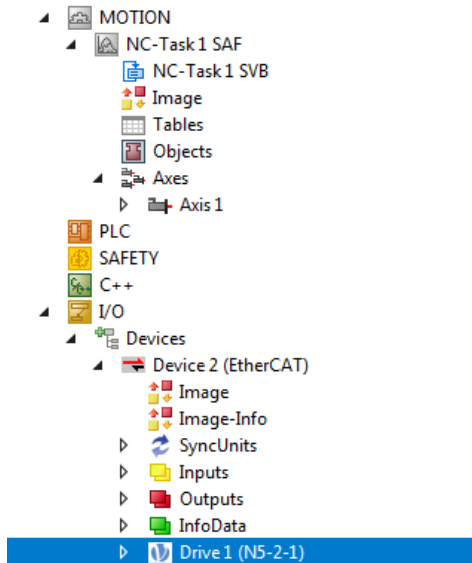 MOTION
NC-Task 1 SAF
NC-Task 1 SVB
Image
Tables
Objects
Axes
Axis 1
PLC
SAFETY
C++
I/O
Devices
Device 2 (EtherCAT)
Image
Image-Info
SyncUnits
Inputs
Outputs
InfoData
Drive 1 (N5-2-1)